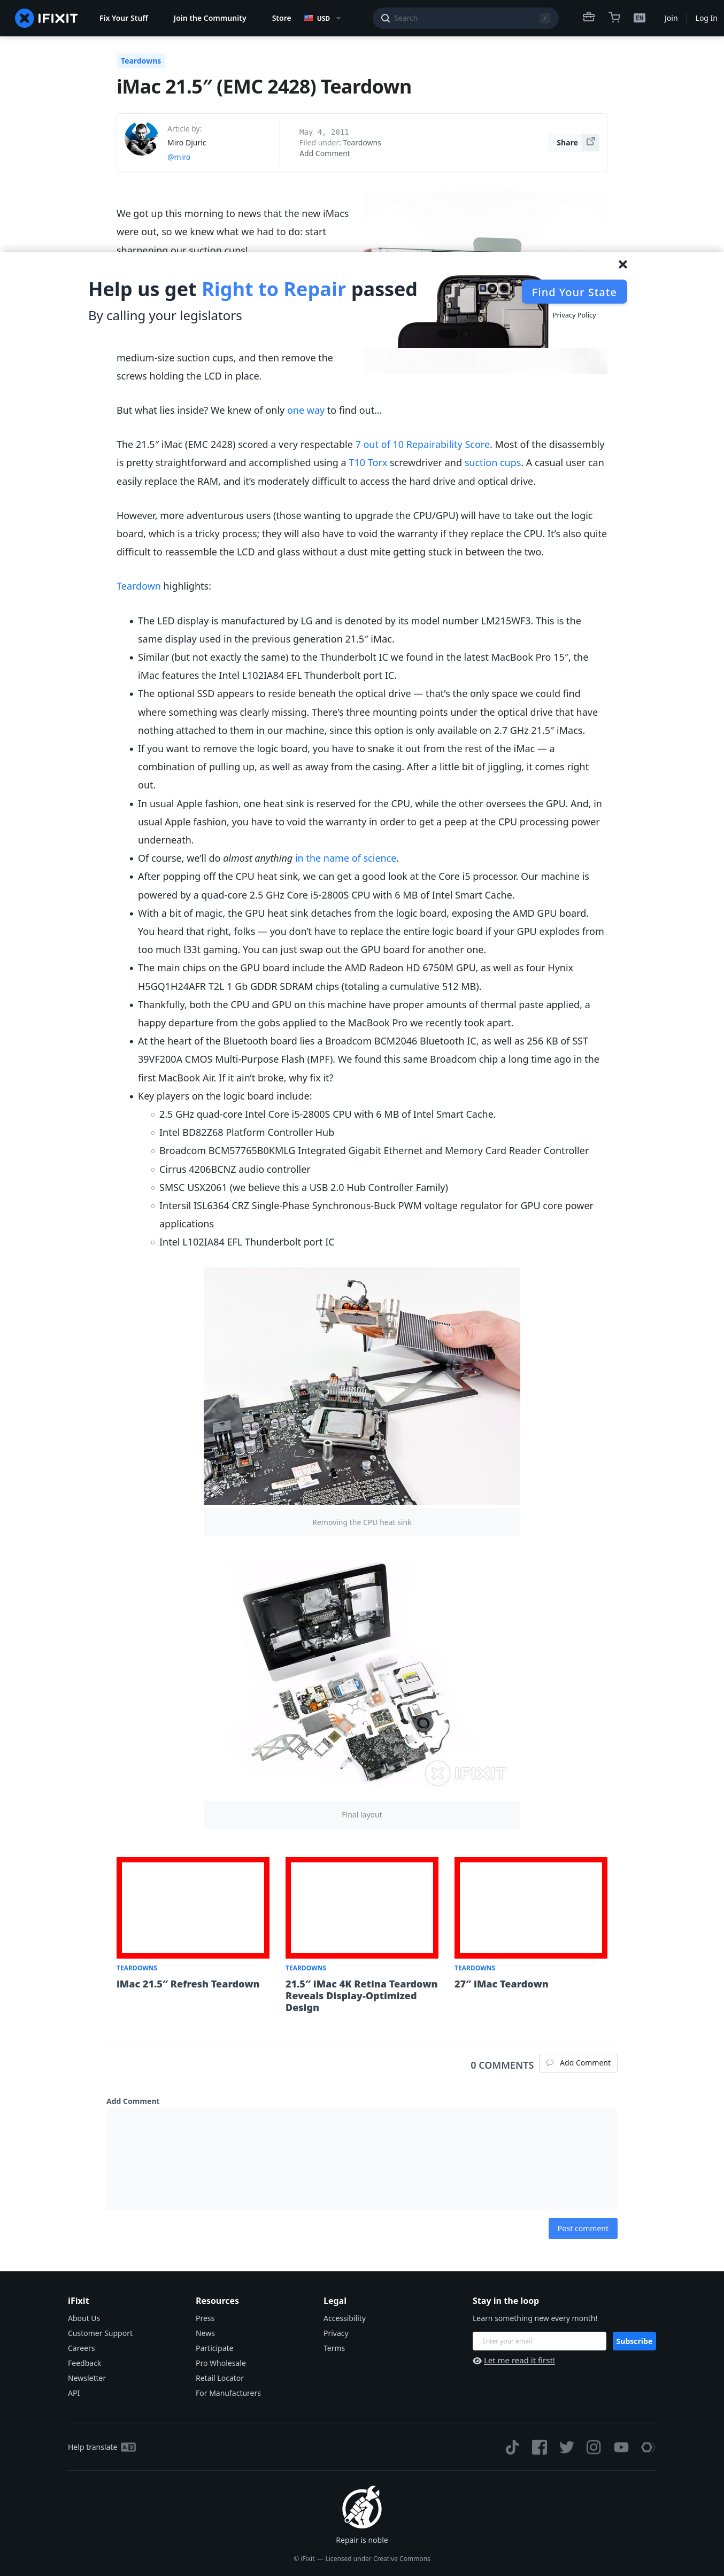 IFIXIT
Fix Your Stuff
Join the Community
Store
USD
Search
/
EN
Join
Log In
Teardowns
iMac 21.5″ (EMC 2428) Teardown
Article by:
Miro Djuric
@miro
May 4, 2011
Filed under: Teardowns
Add Comment
Share
We got up this morning to news that the new iMacs
were out, so we knew what we had to do: start
sharpening our suction cups!
Help us get Right to Repair passed
By calling your legislators
Find Your State
Privacy Policy
medium-size suction cups, and then remove the
screws holding the LCD in place.
But what lies inside? We knew of only one way to find out…
The 21.5″ iMac (EMC 2428) scored a very respectable 7 out of 10 Repairability Score. Most of the disassembly
is pretty straightforward and accomplished using a T10 Torx screwdriver and suction cups. A casual user can
easily replace the RAM, and it’s moderately difficult to access the hard drive and optical drive.
However, more adventurous users (those wanting to upgrade the CPU/GPU) will have to take out the logic
board, which is a tricky process; they will also have to void the warranty if they replace the CPU. It’s also quite
difficult to reassemble the LCD and glass without a dust mite getting stuck in between the two.
Teardown highlights:
The LED display is manufactured by LG and is denoted by its model number LM215WF3. This is the
same display used in the previous generation 21.5″ iMac.
Similar (but not exactly the same) to the Thunderbolt IC we found in the latest MacBook Pro 15″, the
iMac features the Intel L102IA84 EFL Thunderbolt port IC.
The optional SSD appears to reside beneath the optical drive — that’s the only space we could find
where something was clearly missing. There’s three mounting points under the optical drive that have
nothing attached to them in our machine, since this option is only available on 2.7 GHz 21.5″ iMacs.
If you want to remove the logic board, you have to snake it out from the rest of the iMac — a
combination of pulling up, as well as away from the casing. After a little bit of jiggling, it comes right
out.
In usual Apple fashion, one heat sink is reserved for the CPU, while the other oversees the GPU. And, in
usual Apple fashion, you have to void the warranty in order to get a peep at the CPU processing power
underneath.
Of course, we’ll do almost anything in the name of science.
After popping off the CPU heat sink, we can get a good look at the Core i5 processor. Our machine is
powered by a quad-core 2.5 GHz Core i5-2800S CPU with 6 MB of Intel Smart Cache.
With a bit of magic, the GPU heat sink detaches from the logic board, exposing the AMD GPU board.
You heard that right, folks — you don’t have to replace the entire logic board if your GPU explodes from
too much l33t gaming. You can just swap out the GPU board for another one.
The main chips on the GPU board include the AMD Radeon HD 6750M GPU, as well as four Hynix
H5GQ1H24AFR T2L 1 Gb GDDR SDRAM chips (totaling a cumulative 512 MB).
Thankfully, both the CPU and GPU on this machine have proper amounts of thermal paste applied, a
happy departure from the gobs applied to the MacBook Pro we recently took apart.
At the heart of the Bluetooth board lies a Broadcom BCM2046 Bluetooth IC, as well as 256 KB of SST
39VF200A CMOS Multi-Purpose Flash (MPF). We found this same Broadcom chip a long time ago in the
first MacBook Air. If it ain’t broke, why fix it?
Key players on the logic board include:
2.5 GHz quad-core Intel Core i5-2800S CPU with 6 MB of Intel Smart Cache.
Intel BD82Z68 Platform Controller Hub
Broadcom BCM57765B0KMLG Integrated Gigabit Ethernet and Memory Card Reader Controller
Cirrus 4206BCNZ audio controller
SMSC USX2061 (we believe this a USB 2.0 Hub Controller Family)
Intersil ISL6364 CRZ Single-Phase Synchronous-Buck PWM voltage regulator for GPU core power
applications
Intel L102IA84 EFL Thunderbolt port IC
Removing the CPU heat sink
IFIXIT
Final layout
TEARDOWNS
iMac 21.5″ Refresh Teardown
TEARDOWNS
21.5″ iMac 4K Retina Teardown
Reveals Display-Optimized
Design
TEARDOWNS
27″ iMac Teardown
0 COMMENTS
Add Comment
Add Comment
Post comment
iFixit
About Us
Customer Support
Careers
Feedback
Newsletter
API
Resources
Press
News
Participate
Pro Wholesale
Retail Locator
For Manufacturers
Legal
Accessibility
Privacy
Terms
Stay in the loop
Learn something new every month!
Enter your email
Subscribe
Let me read it first!
Help translate
Repair is noble
© iFixit — Licensed under Creative Commons